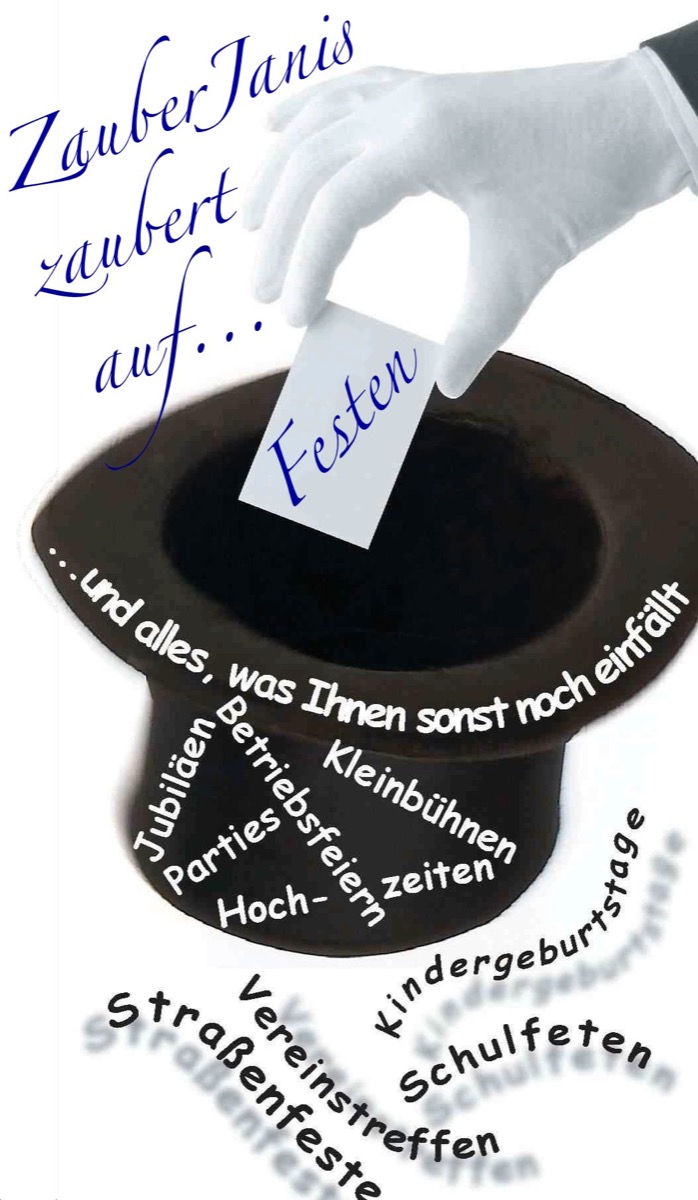 ZauberJanis
zaubert
auf...
Festen
...und alles, was Ihnen sonst noch einfällt
Jubiläen
Betriebsfeiern
Kleinbühnen
Parties
Hoch-
zeiten
Kindergeburtstage
Schulfeten
Vereinstreffen
Straßenfeste